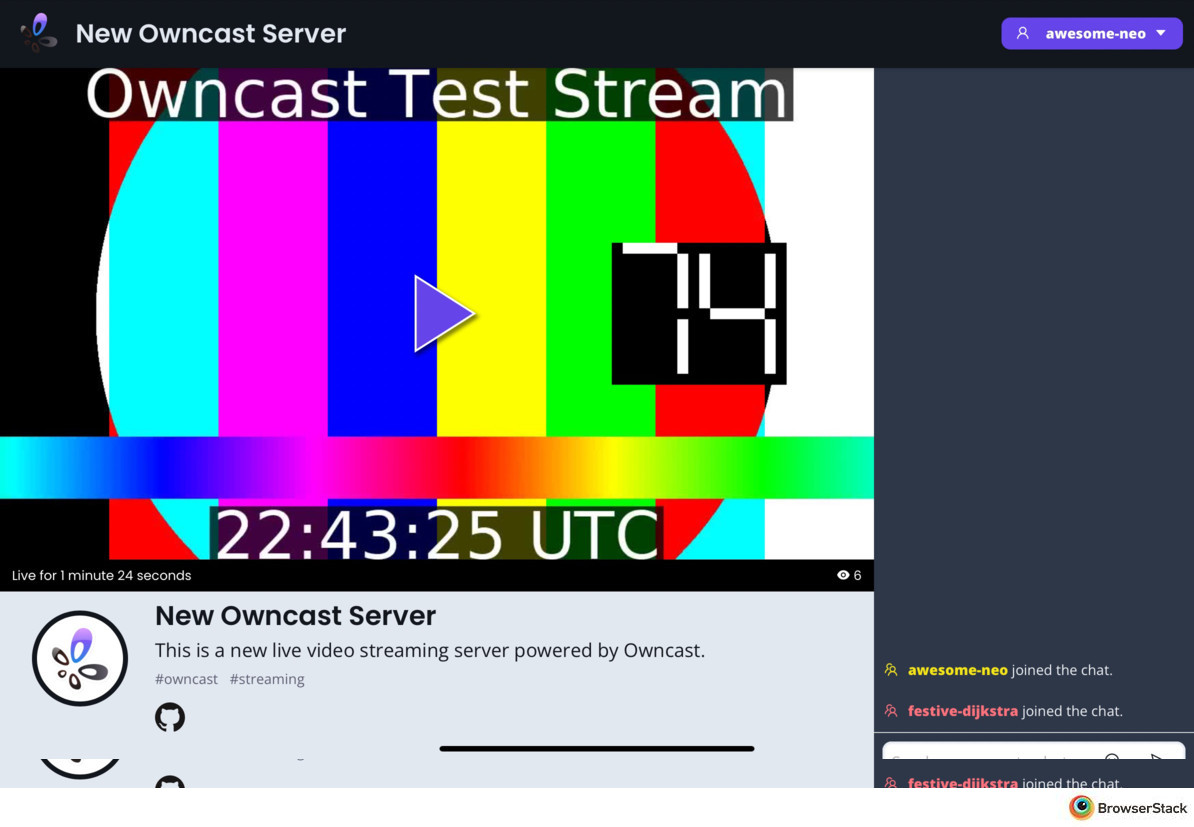 New Owncast Server
awesome-neo
Owncast Test Stream
74
22:43:25 UTC
Live for 1 minute 24 seconds
6
New Owncast Server
This is a new live video streaming server powered by Owncast.
#owncast #streaming
awesome-neo joined the chat.
festive-dijkstra joined the chat.
festive-dijkstra joined the chat.
BrowserStack